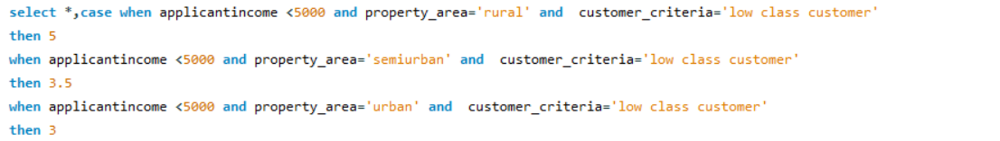 select *,case when applicantincome <5000 and property_area='rural' and  customer_criteria='low class customer'
then 5
when applicantincome <5000 and property_area='semiurban' and  customer_criteria='low class customer'
then 3.5
when applicantincome <5000 and property_area='urban' and  customer_criteria='low class customer'
then 3